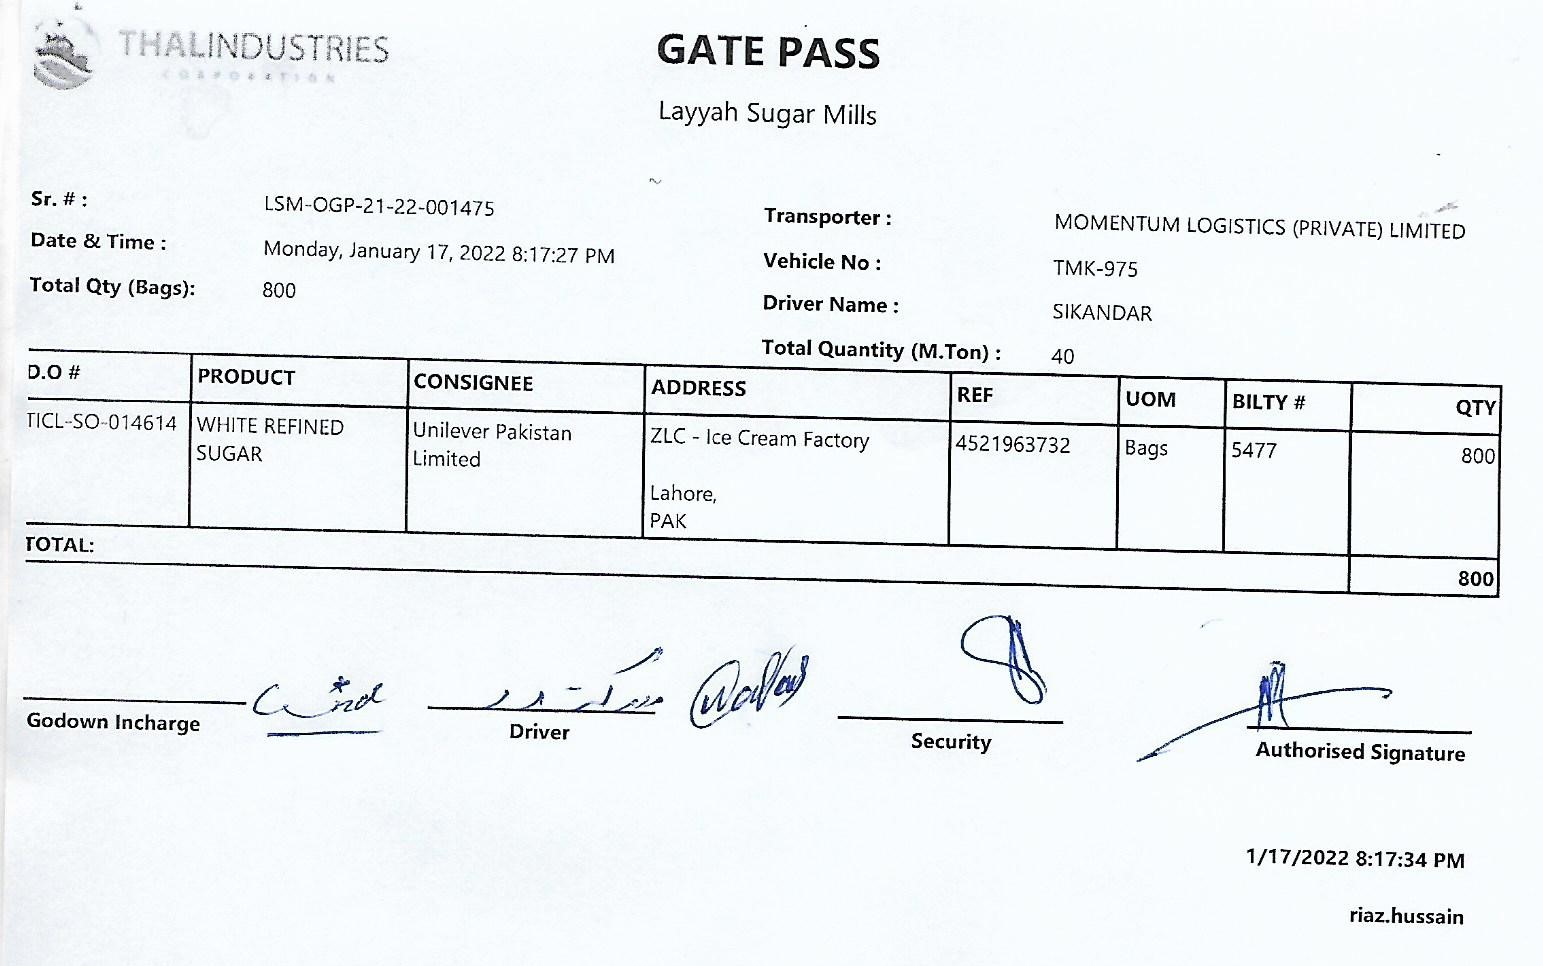 THALINDUSTRIES
CORPORATION
GATE PASS
Layyah Sugar Mills
Sr. # : LSM-OGP-21-22-001475
Date & Time : Monday, January 17, 2022 8:17:27 PM
Total Qty (Bags): 800
Transporter : MOMENTUM LOGISTICS (PRIVATE) LIMITED
Vehicle No : TMK-975
Driver Name : SIKANDAR
Total Quantity (M.Ton) : 40
D.O # PRODUCT CONSIGNEE ADDRESS REF UOM BILTY # QTY
TICL-SO-014614 WHITE REFINED Unilever Pakistan ZLC - Ice Cream Factory 4521963732 Bags 5477 800
SUGAR Limited
Lahore,
PAK
TOTAL:
800
سکندر
Godown Incharge Driver Security Authorised Signature
1/17/2022 8:17:34 PM
riaz.hussain